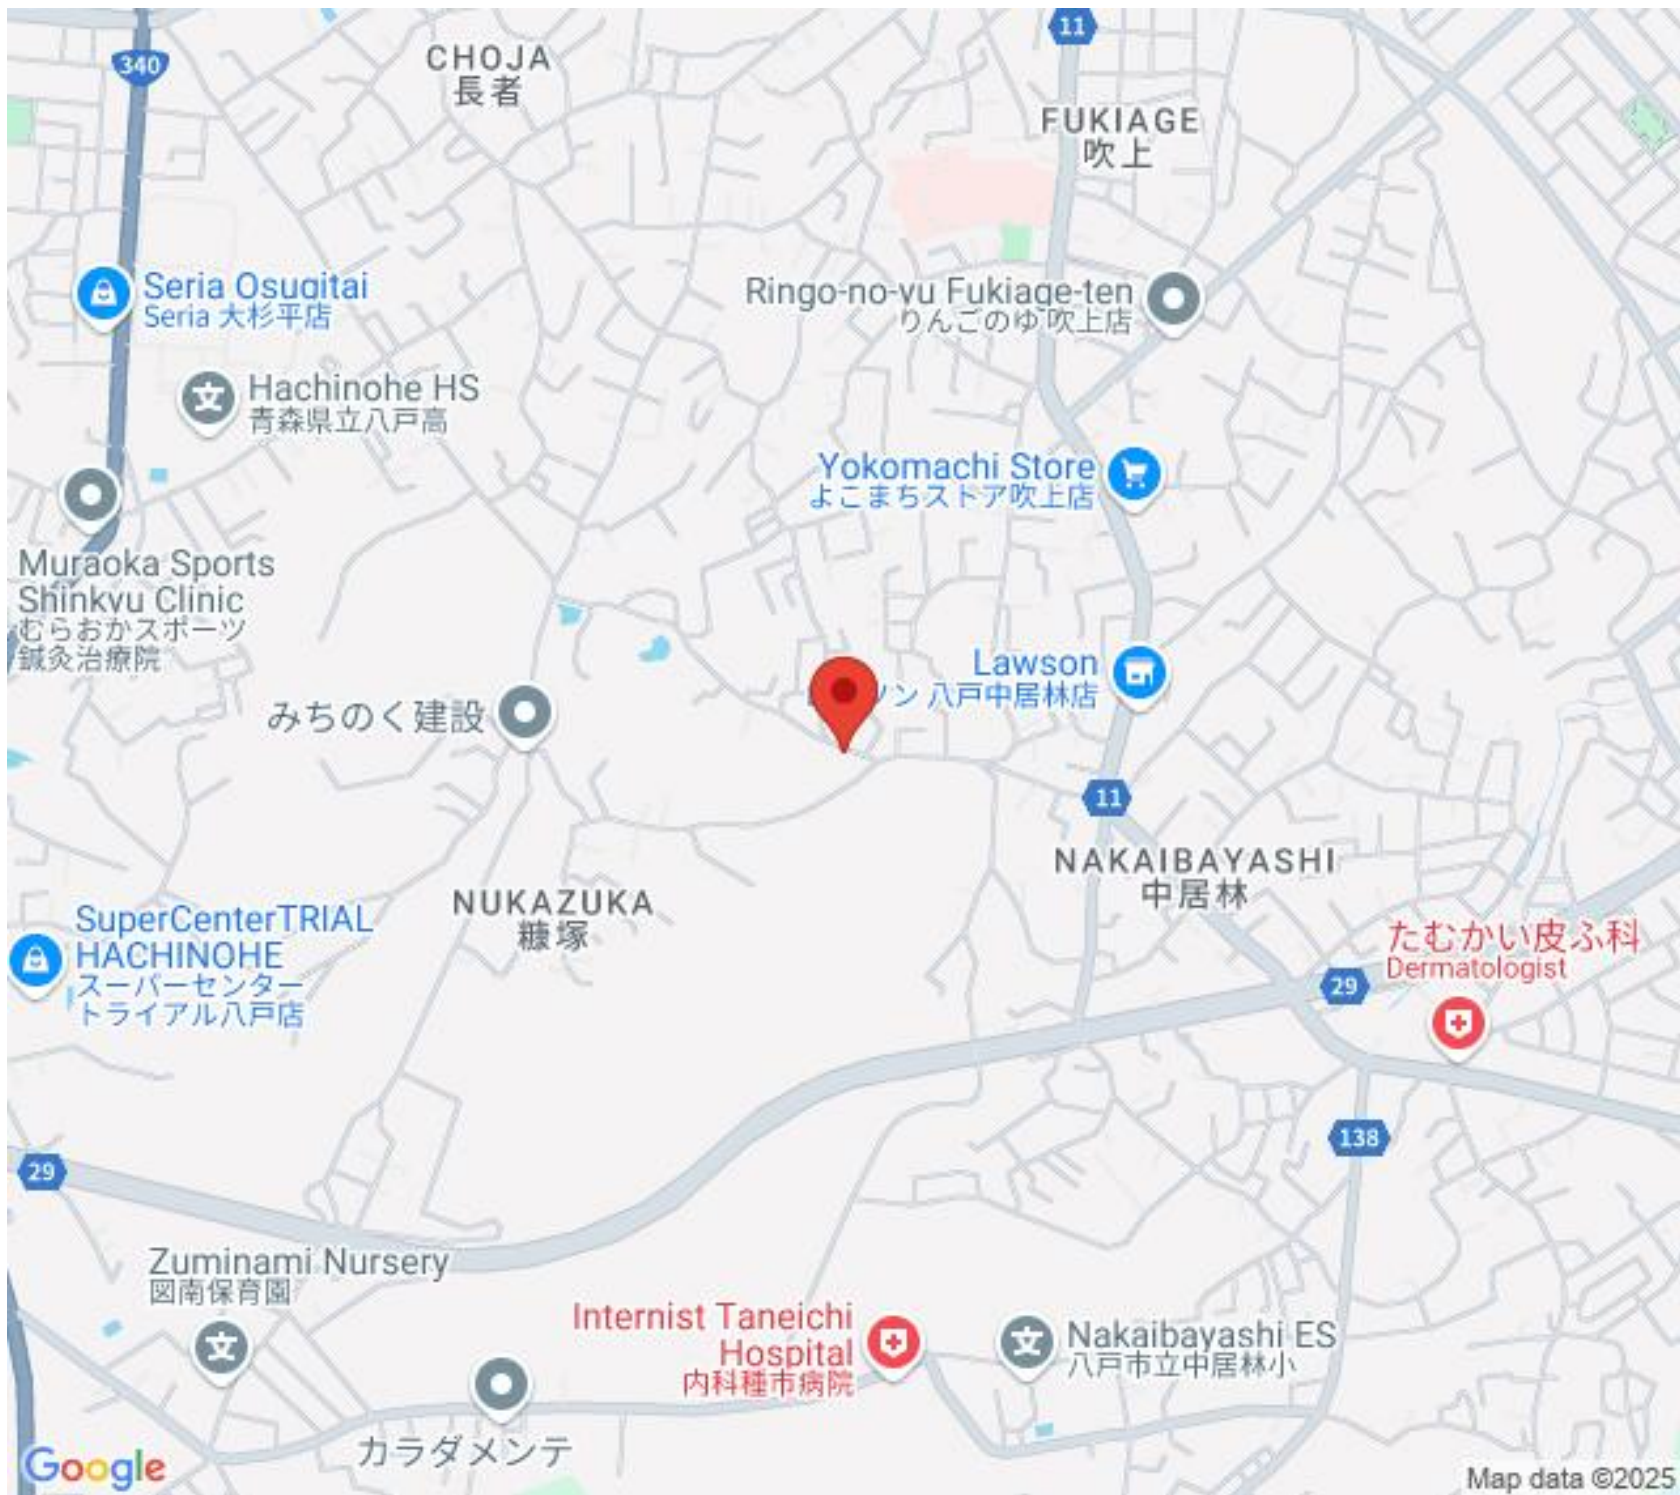 340
CHOJA
長者
11
FUKIAGE
吹上
Seria Osugitai
Seria 大杉平店
Ringo-no-yu Fukiage-ten
りんごのゆ 吹上店
Hachinohe HS
青森県立八戸高
Yokomachi Store
よこまちストア吹上店
Muraoka Sports
Shinkyu Clinic
むらおかスポーツ
鍼灸治療院
Lawson
ソン 八戸中居林店
みちのく建設
11
NAKAIBAYASHI
中居林
NUKAZUKA
糠塚
SuperCenterTRIAL
HACHINOHE
スーパーセンター
トライアル八戸店
たむかい皮ふ科
Dermatologist
29
138
29
Zuminami Nursery
図南保育園
Internist Taneichi
Hospital
内科種市病院
Nakaibayashi ES
八戸市立中居林小
カラダメンテ
Google
Map data ©2025